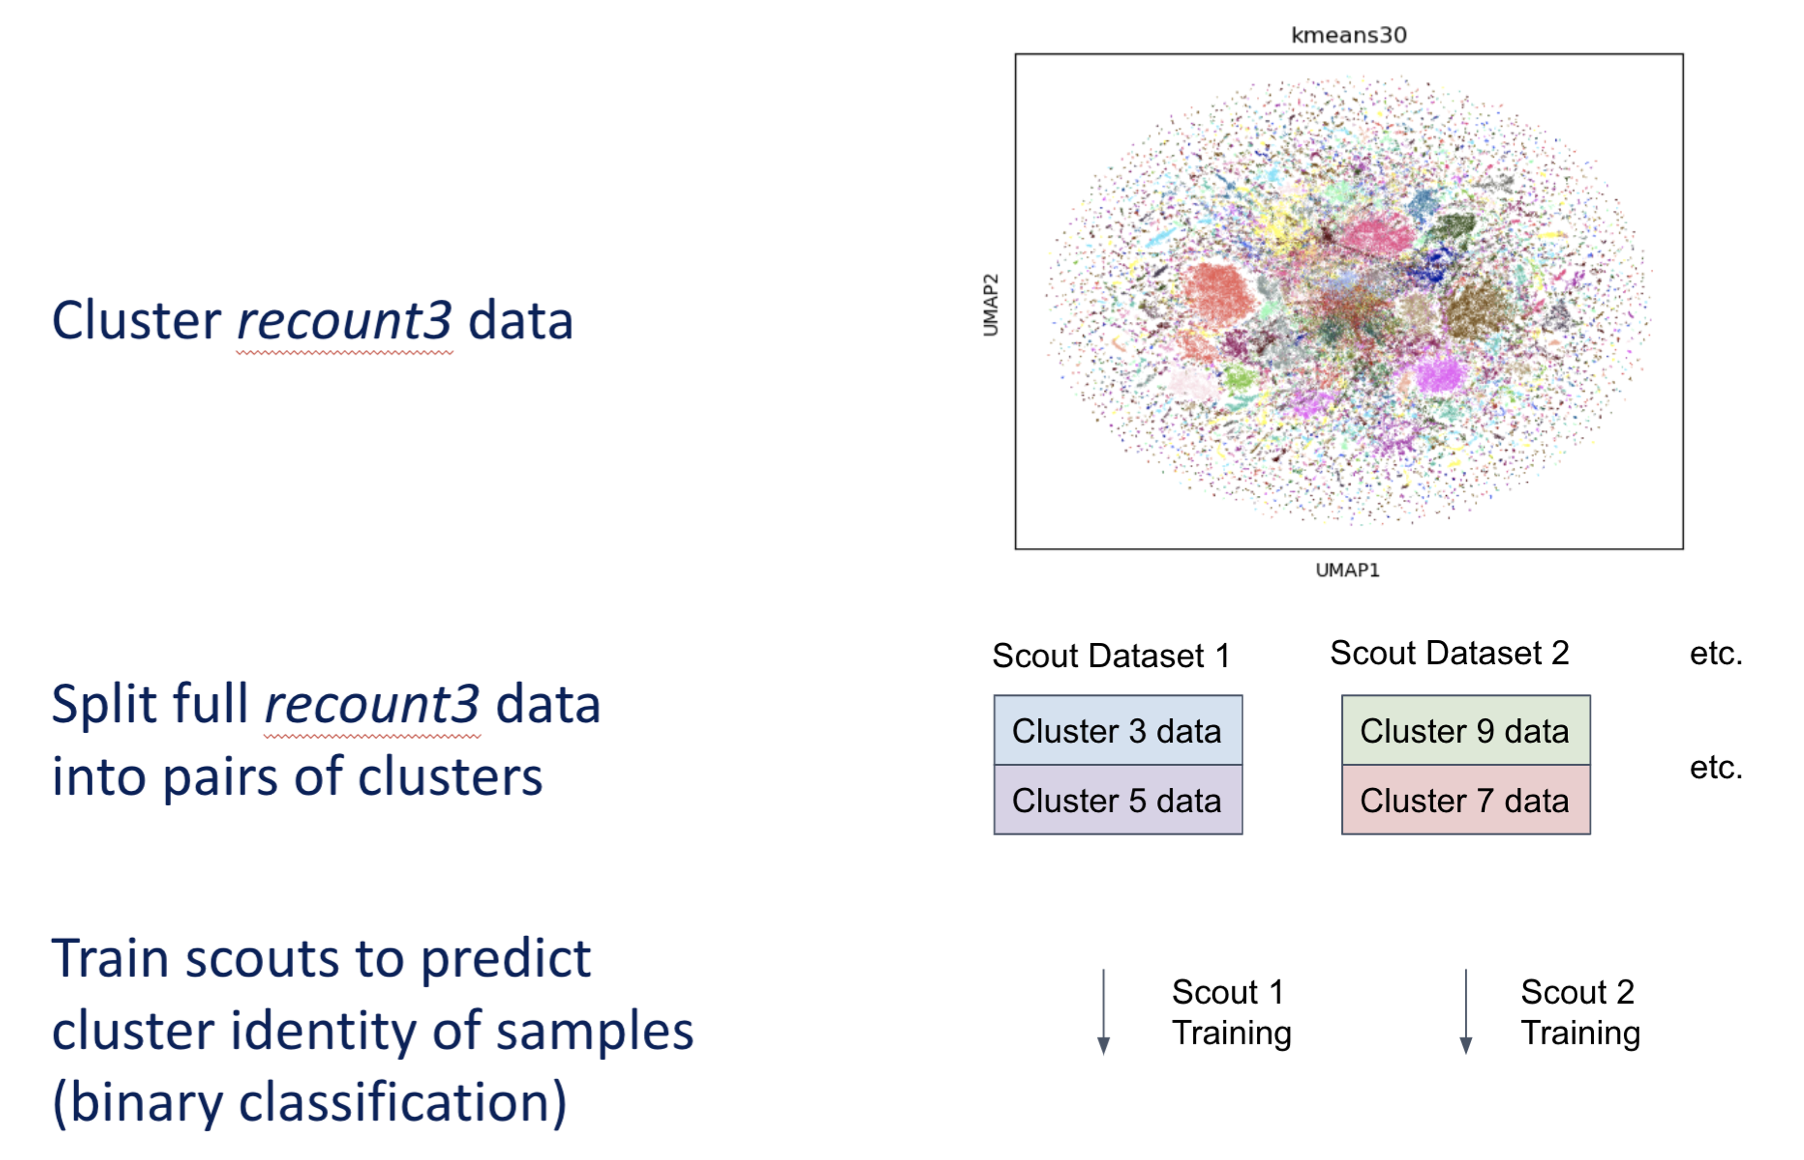 kmeans30
UMAP2
UMAP1
Cluster recount3 data
Split full recount3 data
into pairs of clusters
Scout Dataset 1
Scout Dataset 2
etc.
Cluster 3 data
Cluster 9 data
etc.
Cluster 5 data
Cluster 7 data
Train scouts to predict
cluster identity of samples
(binary classification)
Scout 1
Training
Scout 2
Training